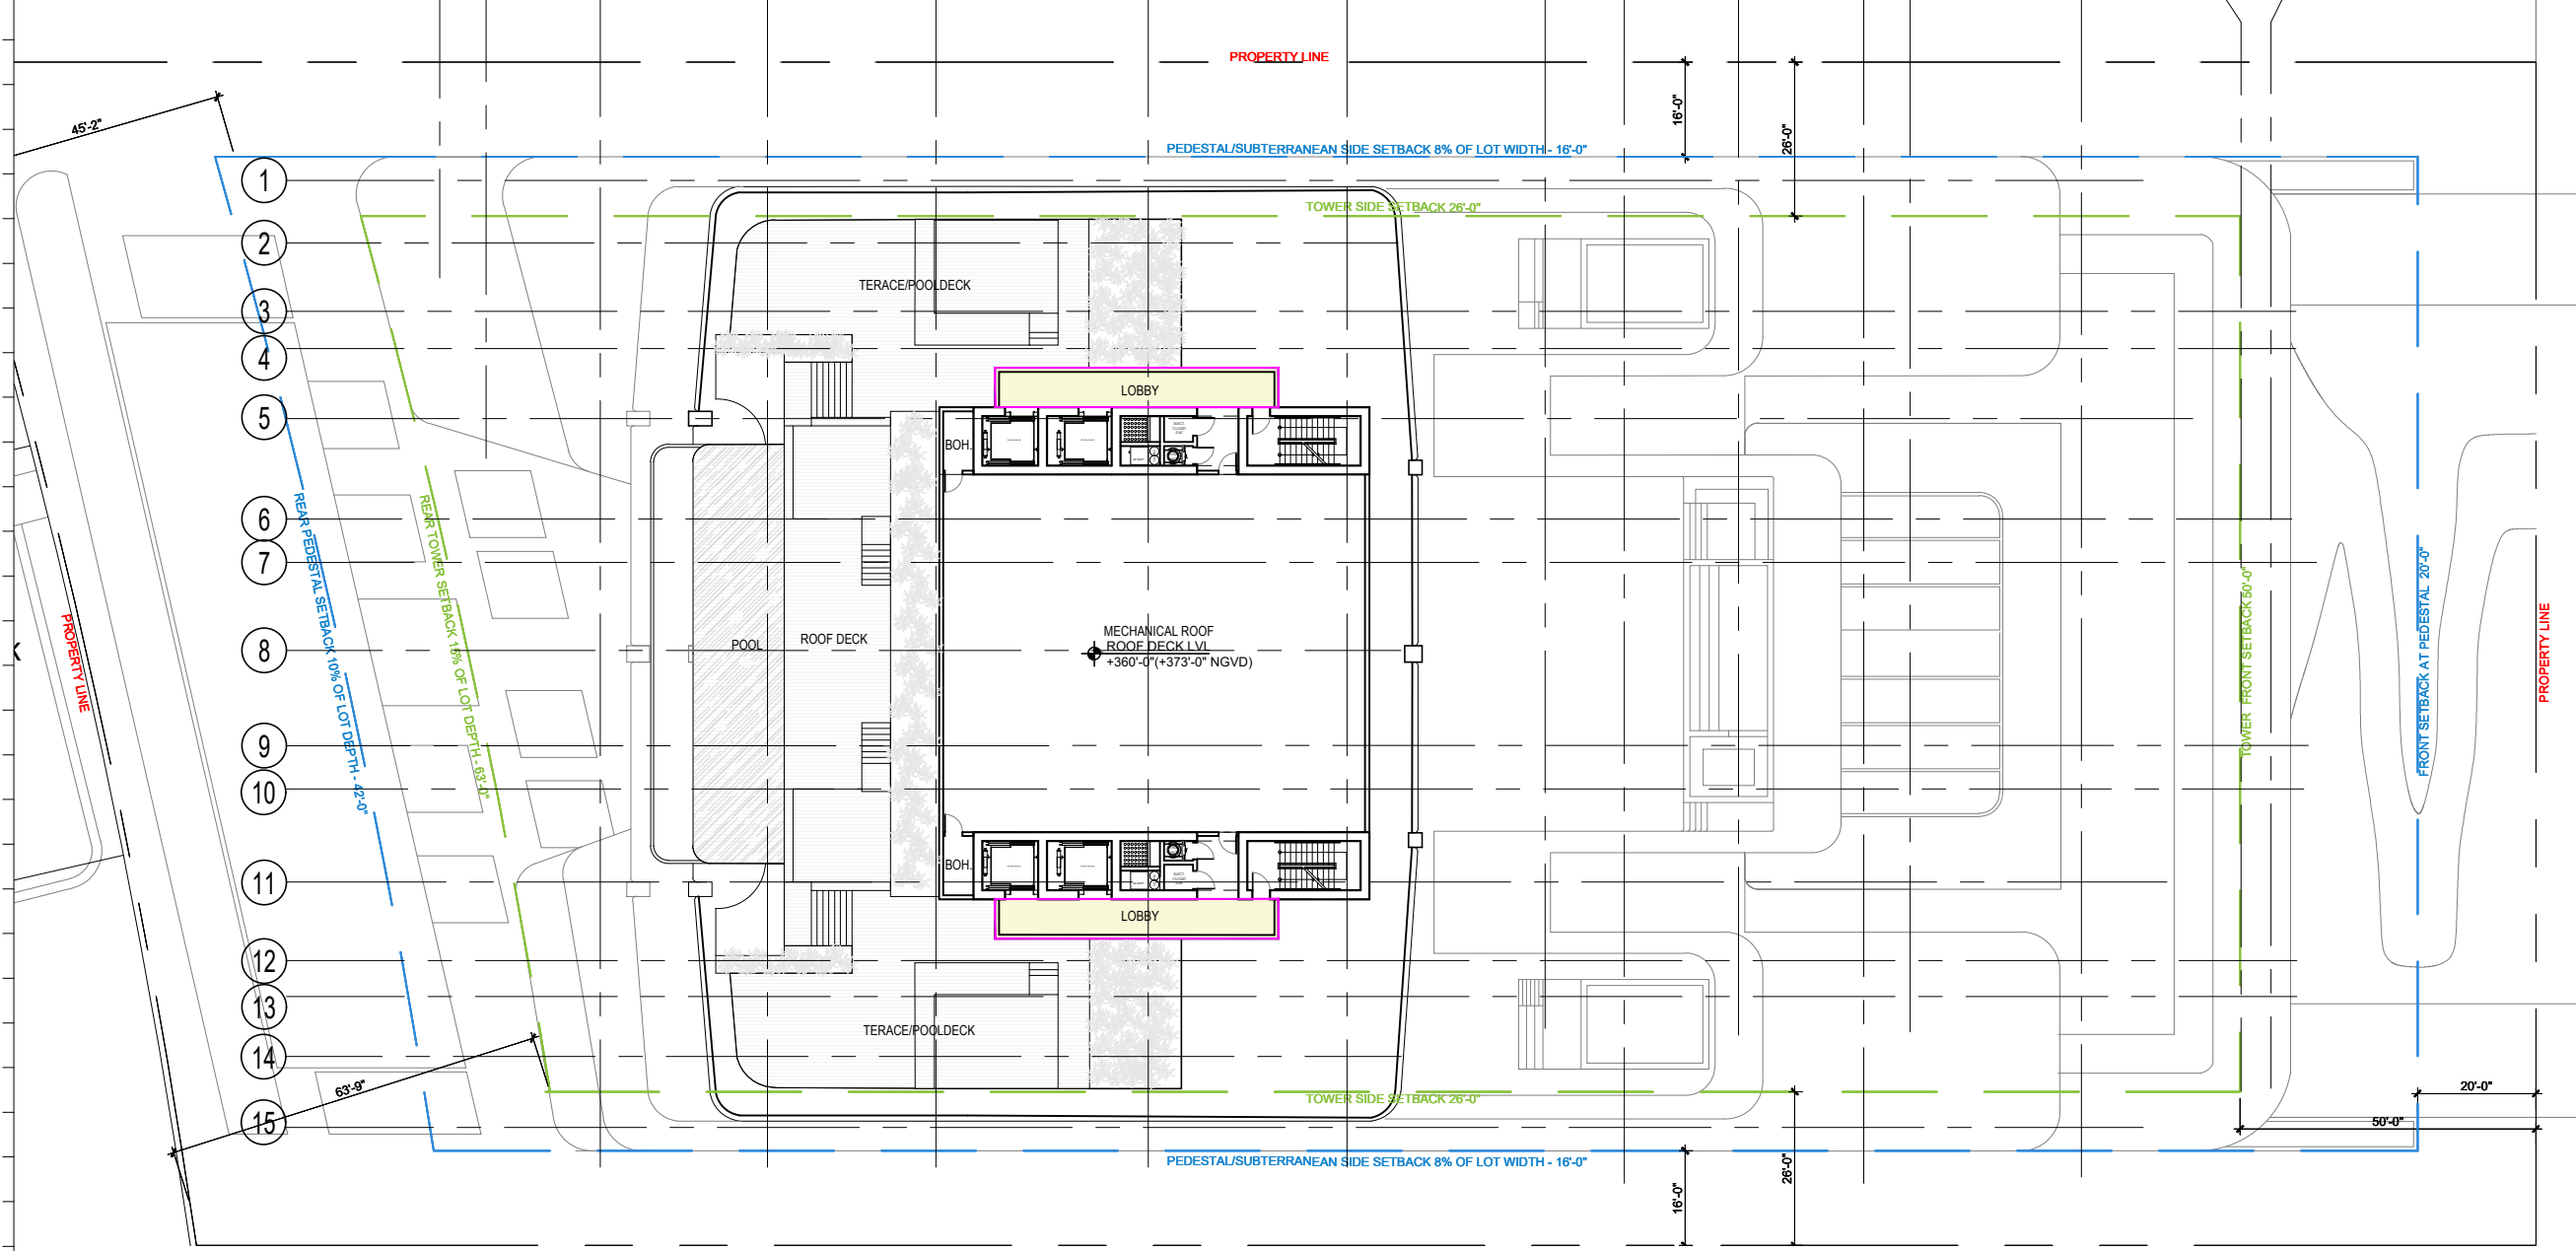 PROPERTY LINE
45'-2"
16'-0"
26'-0"
PEDESTAL/SUBTERRANEAN SIDE SETBACK 8% OF LOT WIDTH - 16'-0"
1
TOWER SIDE SETBACK 26'-0"
2
TERACE/POOLDECK
3
4
LOBBY
5
BOH.
ELECT.
CLOSET
6
7
REAR PEDESTAL SETBACK 10% OF LOT DEPTH - 42'-0"
REAR TOWER SETBACK 15% OF LOT DEPTH - 63'-0"
PROPERTY LINE
K
8
POOL
ROOF DECK
MECHANICAL ROOF
ROOF DECK LVL
+360'-0"(+373'-0" NGVD)
TOWER FRONT SETBACK 50'-0"
FRONT SETBACK AT PEDESTAL 20'-0"
PROPERTY LINE
9
10
11
BOH.
ELECT.
CLOSET
LOBBY
12
13
TERACE/POOLDECK
14
63'-9"
20'-0"
TOWER SIDE SETBACK 26'-0"
15
50'-0"
PEDESTAL/SUBTERRANEAN SIDE SETBACK 8% OF LOT WIDTH - 16'-0"
16'-0"
26'-0"